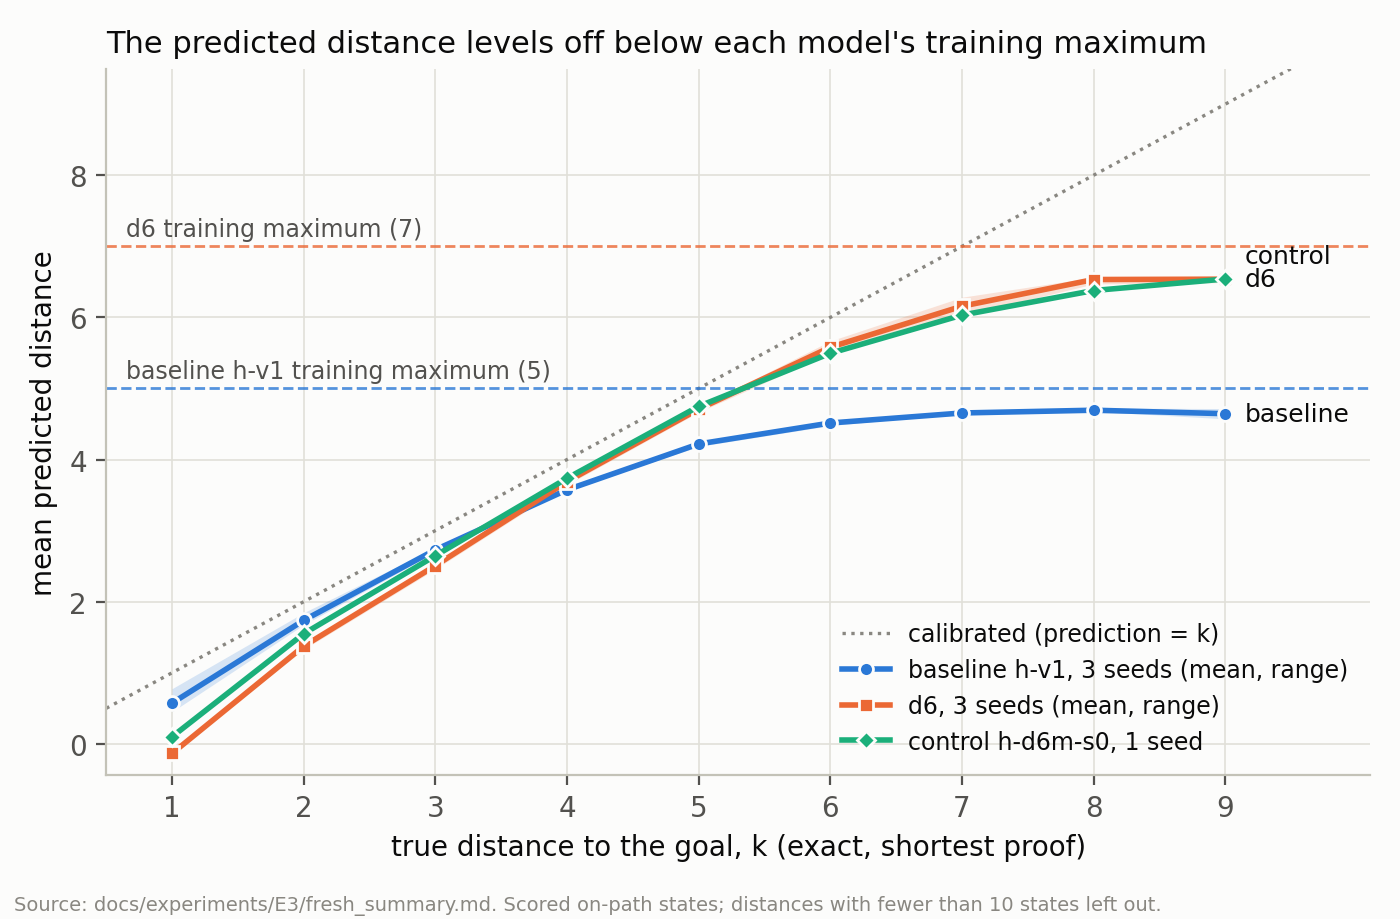 The predicted distance levels off below each model's training maximum
mean predicted distance
8
6
4
2
0
d6 training maximum (7)
baseline h-v1 training maximum (5)
control
d6
baseline
calibrated (prediction = k)
baseline h-v1, 3 seeds (mean, range)
d6, 3 seeds (mean, range)
control h-d6m-s0, 1 seed
1 2 3 4 5 6 7 8 9
true distance to the goal, k (exact, shortest proof)
Source: docs/experiments/E3/fresh_summary.md. Scored on-path states; distances with fewer than 10 states left out.